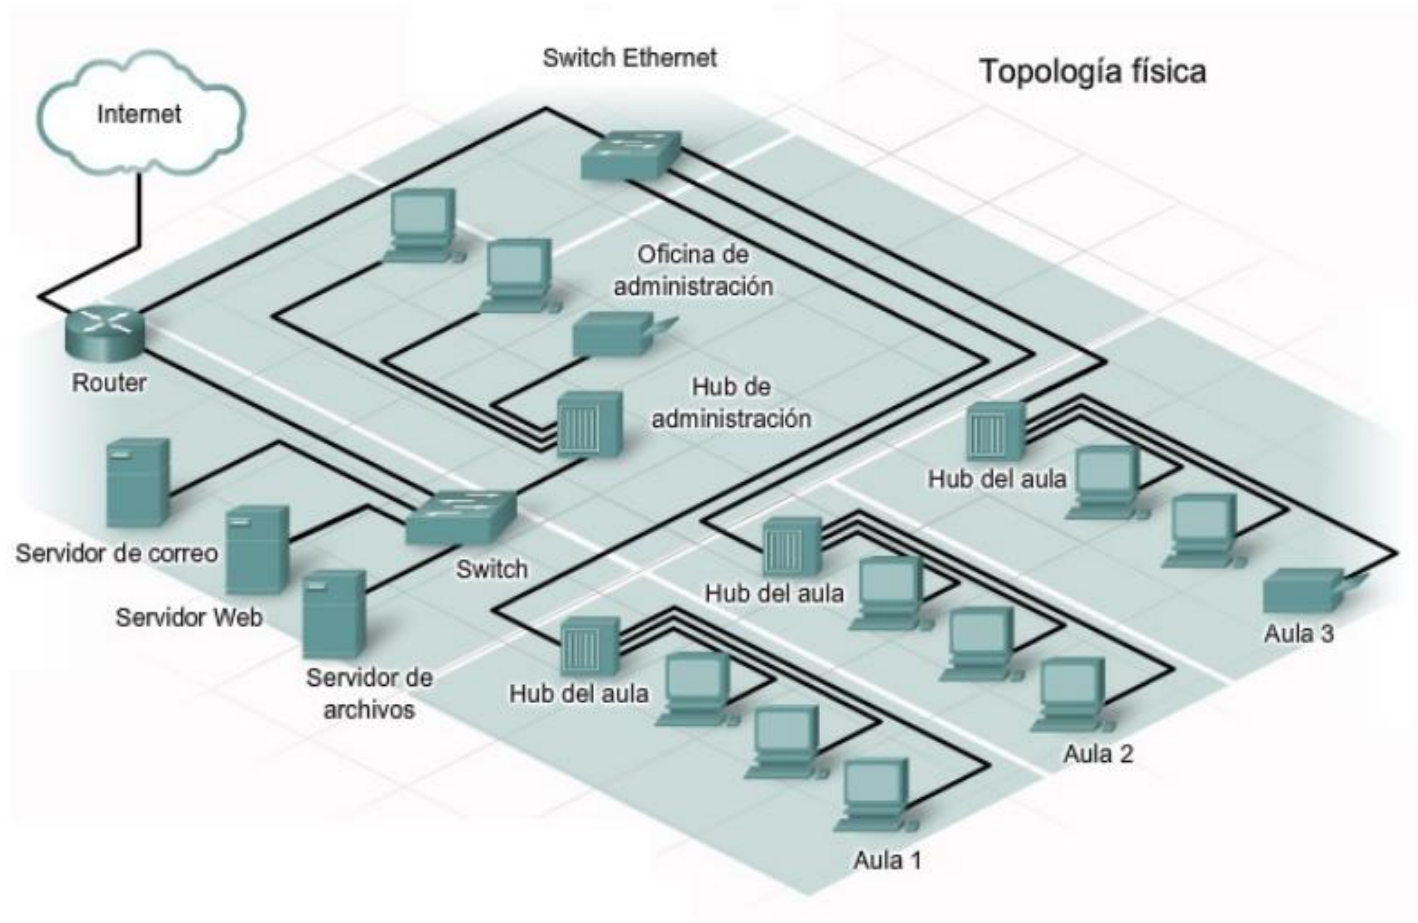 Switch Ethernet
Topología física
Internet
Oficina de
administración
Router
Hub de
administración
Hub del aula
Servidor de correo
Switch
Hub del aula
Servidor Web
Aula 3
Servidor de
archivos
Hub del aula
Aula 2
Aula 1